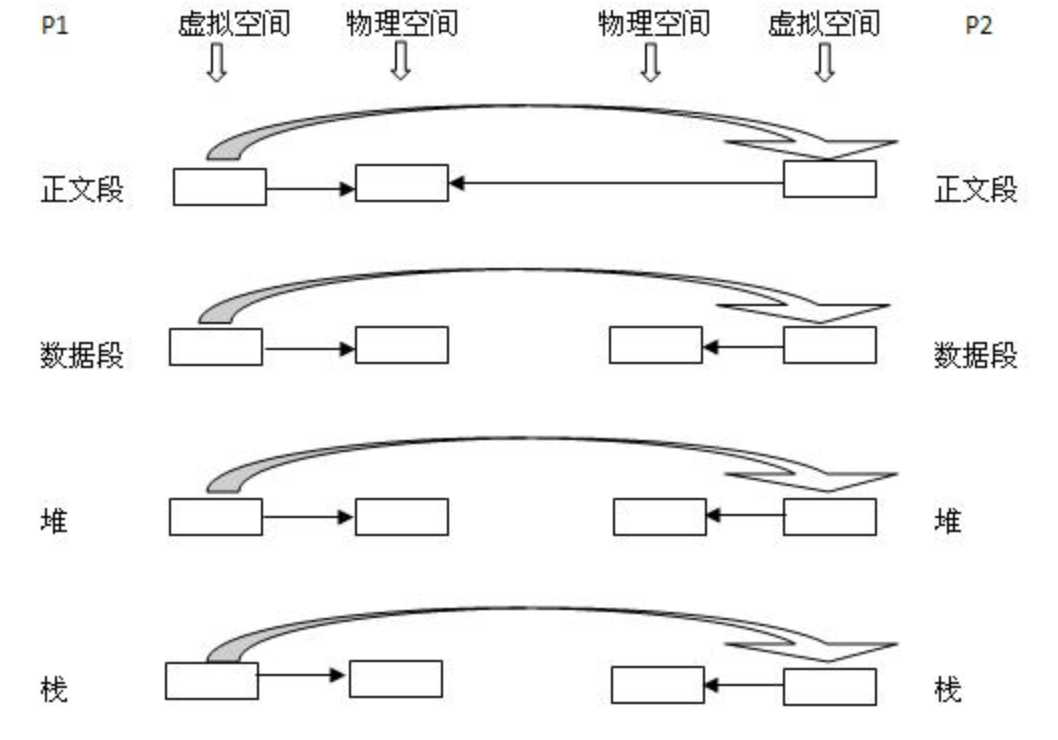 P1 虚拟空间 物理空间 物理空间 虚拟空间 P2
正文段 正文段
数据段 数据段
堆 堆
栈 栈